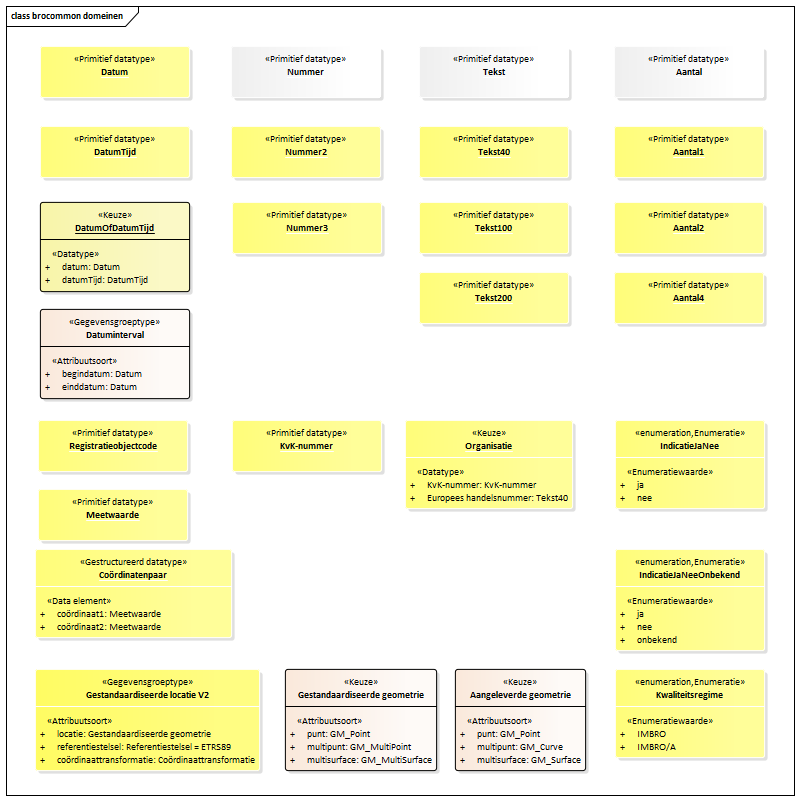 class brocommon domeinen
«Primitief datatype»
Datum
«Primitief datatype»
Nummer
«Primitief datatype»
Tekst
«Primitief datatype»
Aantal
«Primitief datatype»
DatumTijd
«Primitief datatype»
Nummer2
«Primitief datatype»
Tekst40
«Primitief datatype»
Aantal1
«Keuze»
DatumOfDatumTijd
«Datatype»
+ datum: Datum
+ datumTijd: DatumTijd
«Primitief datatype»
Nummer3
«Primitief datatype»
Tekst100
«Primitief datatype»
Aantal2
«Primitief datatype»
Tekst200
«Primitief datatype»
Aantal4
«Gegevensgroeptype»
Datuminterval
«Attribuutsoort»
+ begindatum: Datum
+ einddatum: Datum
«Primitief datatype»
Registratieobjectcode
«Primitief datatype»
KvK-nummer
«Keuze»
Organisatie
«Datatype»
+ KvK-nummer: KvK-nummer
+ Europees handelsnummer: Tekst40
«enumeration,Enumeratie»
IndicatieJaNee
«Enumeratiewaarde»
+ ja
+ nee
«Primitief datatype»
Meetwaarde
«Gestructureerd datatype»
Coördinatenpaar
«Data element»
+ coördinaat1: Meetwaarde
+ coördinaat2: Meetwaarde
«enumeration,Enumeratie»
IndicatieJaNeeOnbekend
«Enumeratiewaarde»
+ ja
+ nee
+ onbekend
«Gegevensgroeptype»
Gestandaardiseerde locatie V2
«Attribuutsoort»
+ locatie: Gestandaardiseerde geometrie
+ referentiestelsel: Referentiestelsel = ETRS89
+ coördinaattransformatie: Coördinaattransformatie
«Keuze»
Gestandaardiseerde geometrie
«Attribuutsoort»
+ punt: GM_Point
+ multipunt: GM_MultiPoint
+ multisurface: GM_MultiSurface
«Keuze»
Aangeleverde geometrie
«Attribuutsoort»
+ punt: GM_Point
+ multipunt: GM_Curve
+ multisurface: GM_Surface
«enumeration,Enumeratie»
Kwaliteitsregime
«Enumeratiewaarde»
+ IMBRO
+ IMBRO/A